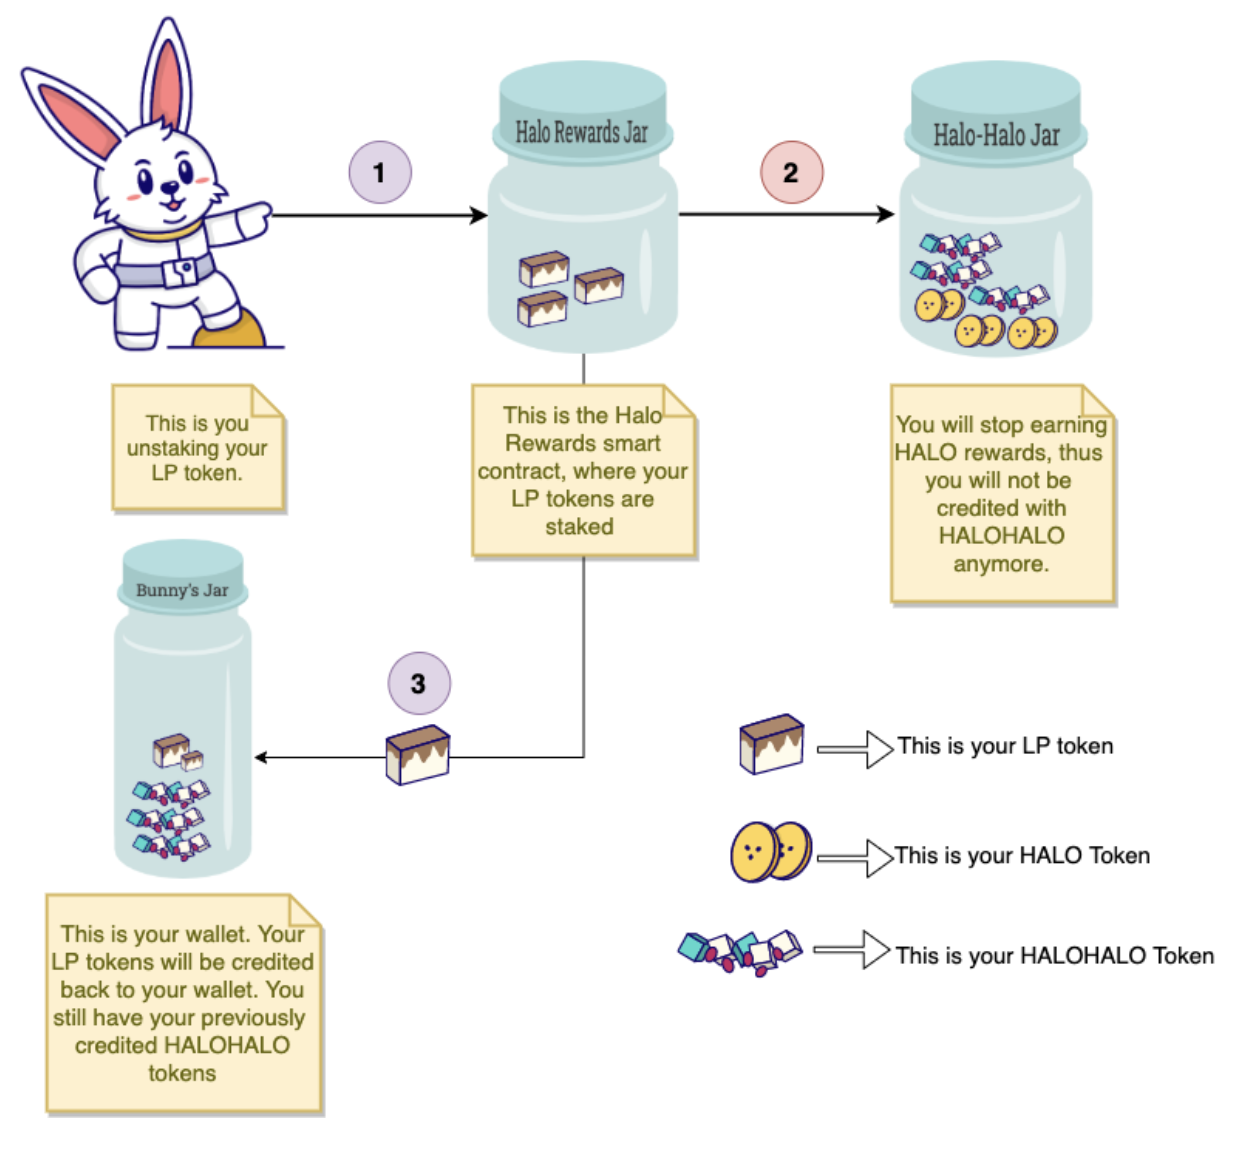 1
Halo Rewards Jar
2
Halo-Halo Jar
This is you
unstaking your
LP token.
This is the Halo
Rewards smart
contract, where your
LP tokens are
staked
You will stop earning
HALO rewards, thus
you will not be
credited with
HALOHALO
anymore.
Bunny's Jar
3
This is your LP token
This is your HALO Token
This is your HALOHALO Token
This is your wallet. Your
LP tokens will be credited
back to your wallet. You
still have your previously
credited HALOHALO
tokens